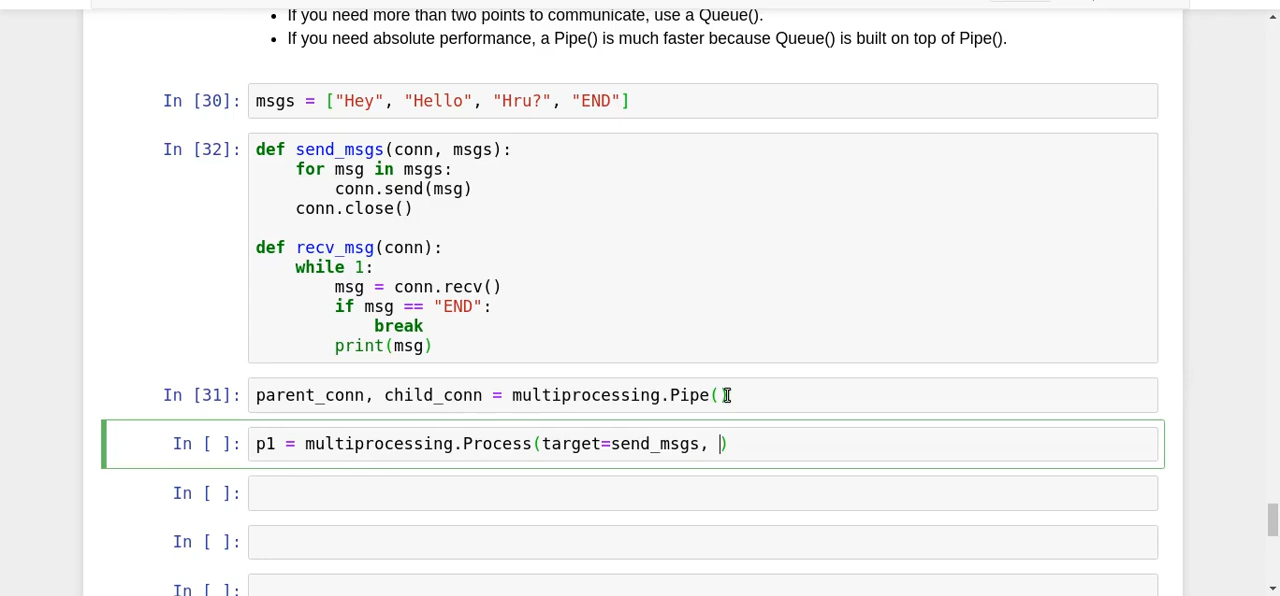 If you need more than two points to communicate, use a Queue().
If you need absolute performance, a Pipe() is much faster because Queue() is built on top of Pipe().
In [30]: msgs = ["Hey", "Hello", "Hru?", "END"]
In [32]: def send_msgs(conn, msgs):
    for msg in msgs:
        conn.send(msg)
    conn.close()
def recv_msg(conn):
    while 1:
        msg = conn.recv()
        if msg == "END":
            break
        print(msg)
In [31]: parent_conn, child_conn = multiprocessing.Pipe()
In [ ]: p1 = multiprocessing.Process(target=send_msgs, )
In [ ]:
In [ ]:
In [ ]: